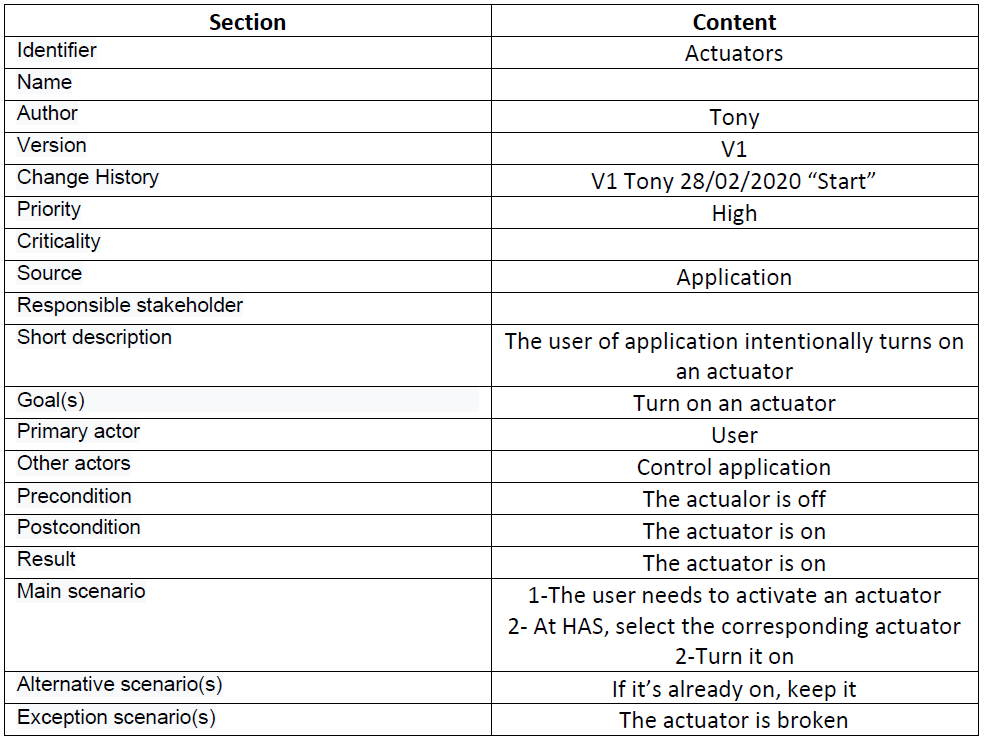 Section Content
Identifier Actuators
Name
Author Tony
Version V1
Change History V1 Tony 28/02/2020 “Start”
Priority High
Criticality
Source Application
Responsible stakeholder
Short description The user of application intentionally turns on
an actuator
Goal(s) Turn on an actuator
Primary actor User
Other actors Control application
Precondition The actualor is off
Postcondition The actuator is on
Result The actuator is on
Main scenario 1-The user needs to activate an actuator
2- At HAS, select the corresponding actuator
2-Turn it on
Alternative scenario(s) If it’s already on, keep it
Exception scenario(s) The actuator is broken